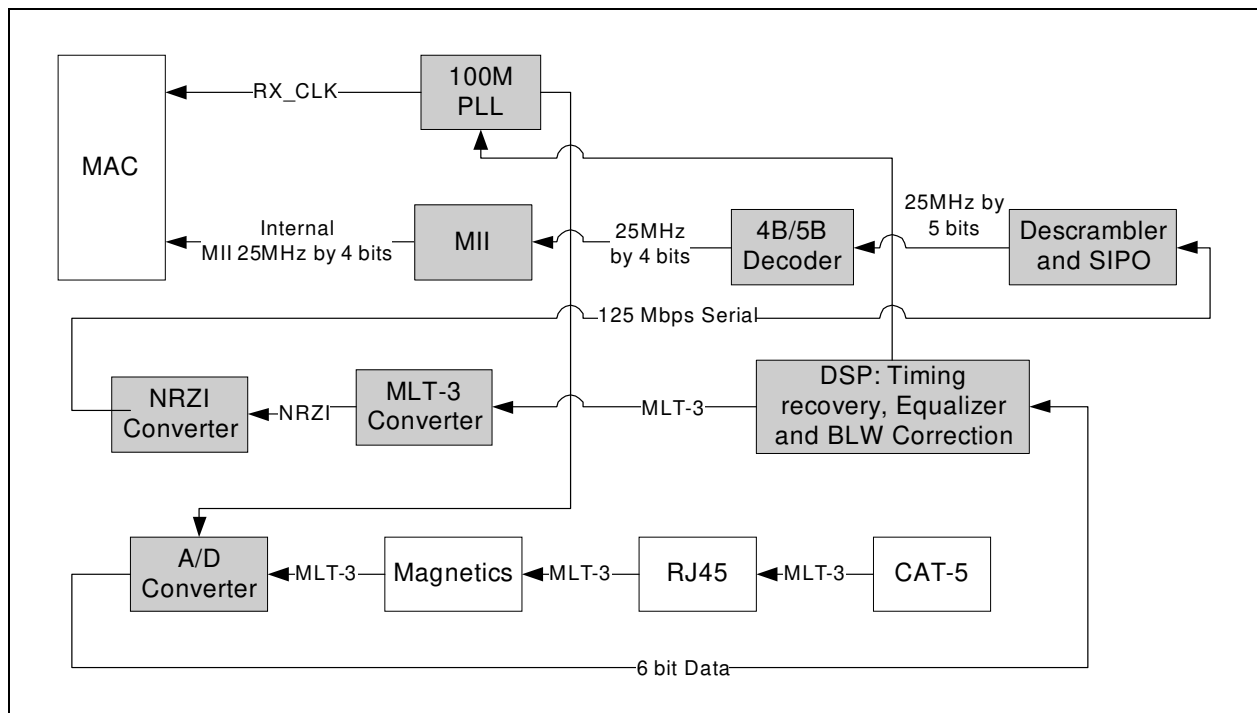 100M
PLL
RX_CLK
MAC
Internal
MII 25MHz by 4 bits
MII
25MHz
by 4 bits
4B/5B
Decoder
25MHz by
5 bits
Descrambler
and SIPO
125 Mbps Serial
NRZI
Converter
NRZI
MLT-3
Converter
MLT-3
DSP: Timing
recovery, Equalizer
and BLW Correction
A/D
Converter
MLT-3
Magnetics
MLT-3
RJ45
MLT-3
CAT-5
6 bit Data